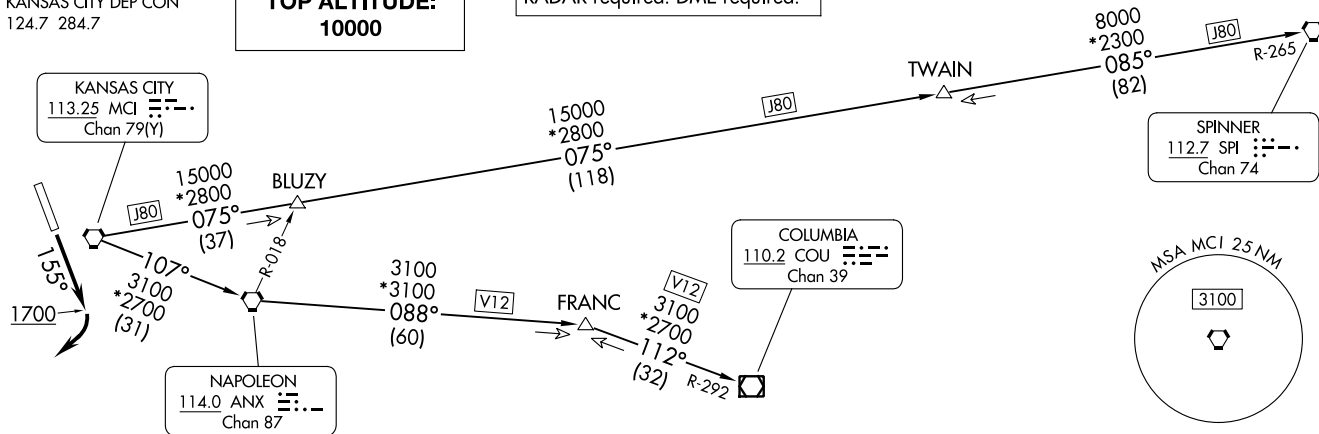 KANSAS CITY DEP CON
124.7 284.7
TOP ALTITUDE:
10000
RADAR required. DME required.
8000
*2300
085°
(82)
J80
R-265
TWAIN
KANSAS CITY
113.25 MCI
Chan 79(Y)
15000
*2800
075°
(118)
J80
SPINNER
112.7 SPI
Chan 74
15000
*2800
075°
(37)
J80
BLUZY
R-018
COLUMBIA
110.2 COU
Chan 39
155°
1700
107°
3100
*2700
(31)
3100
*3100
088°
(60)
V12
FRANC
V12
3100
*2700
112°
(32)
R-292
MSA MCI 25 NM
3100
NAPOLEON
114.0 ANX
Chan 87